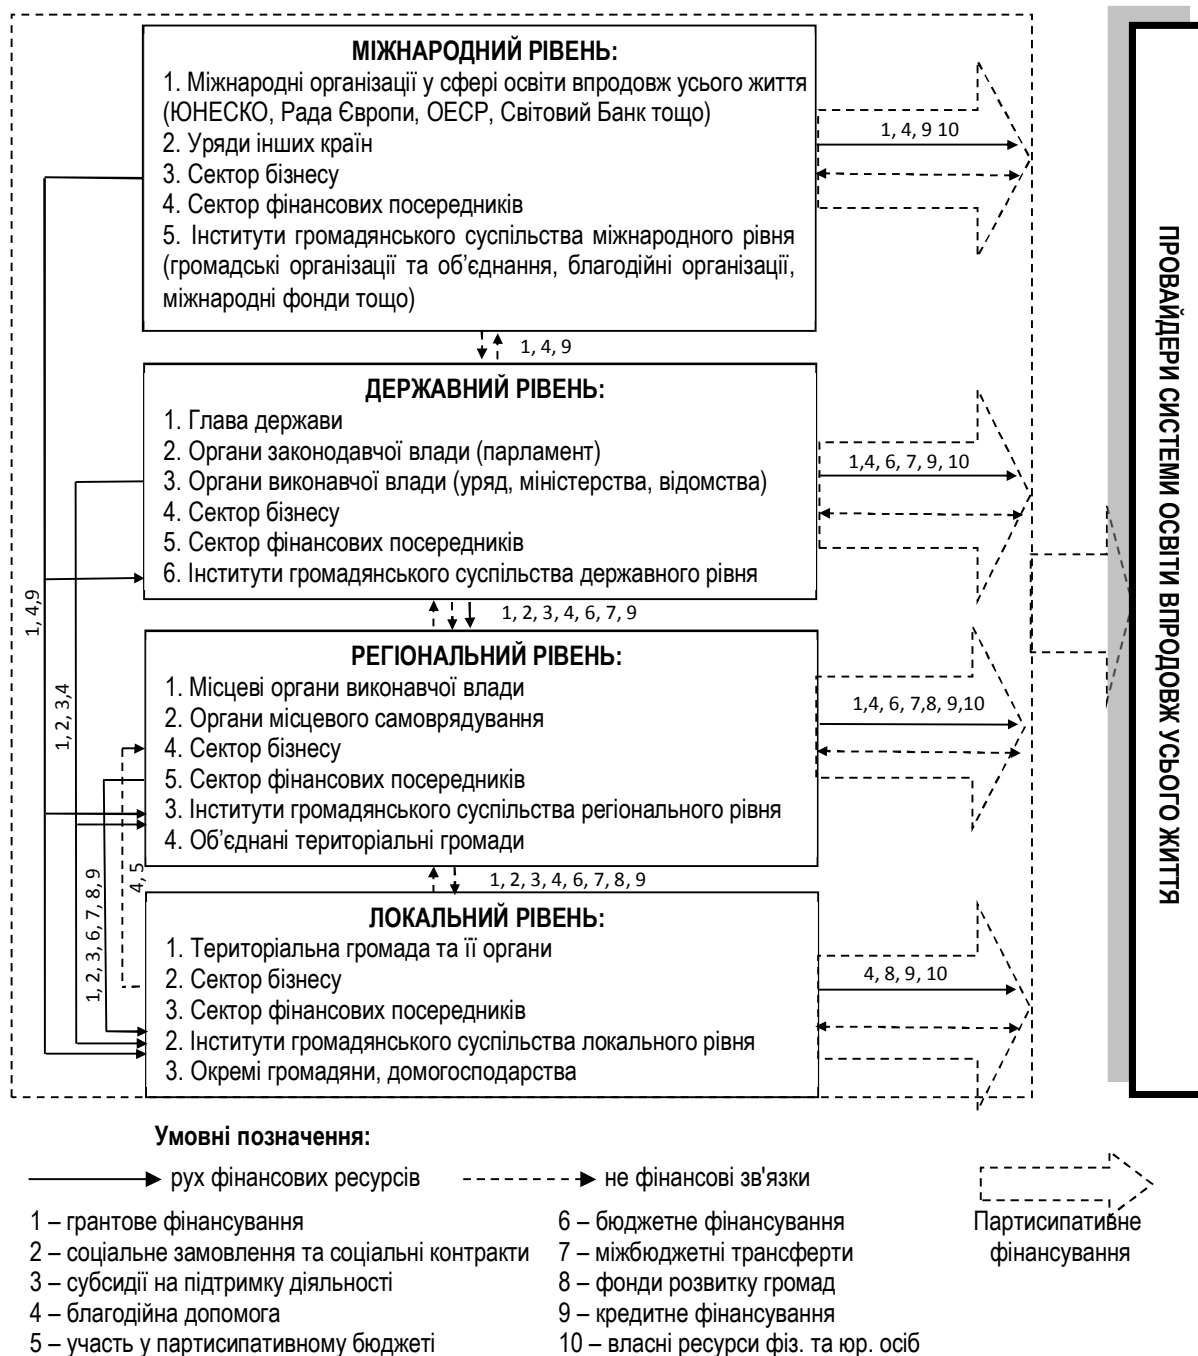 МІЖНАРОДНИЙ РІВЕНЬ:
1. Міжнародні організації у сфері освіти впродовж усього життя
(ЮНЕСКО, Рада Європи, ОЕСР, Світовий Банк тощо)
2. Уряди інших країн
3. Сектор бізнесу
4. Сектор фінансових посередників
5. Інститути громадянського суспільства міжнародного рівня
(громадські організації та об’єднання, благодійні організації,
міжнародні фонди тощо)
1, 4, 9 10
1, 4, 9
ДЕРЖАВНИЙ РІВЕНЬ:
1. Глава держави
2. Органи законодавчої влади (парламент)
3. Органи виконавчої влади (уряд, міністерства, відомства)
4. Сектор бізнесу
5. Сектор фінансових посередників
6. Інститути громадянського суспільства державного рівня
1,4, 6, 7, 9, 10
1, 2, 3, 4, 6, 7, 9
РЕГІОНАЛЬНИЙ РІВЕНЬ:
1. Місцеві органи виконавчої влади
2. Органи місцевого самоврядування
4. Сектор бізнесу
5. Сектор фінансових посередників
3. Інститути громадянського суспільства регіонального рівня
4. Об’єднані територіальні громади
1,4, 6, 7,8, 9,10
1, 2, 3, 4, 6, 7, 8, 9
ЛОКАЛЬНИЙ РІВЕНЬ:
1. Територіальна громада та її органи
2. Сектор бізнесу
3. Сектор фінансових посередників
2. Інститути громадянського суспільства локального рівня
3. Окремі громадяни, домогосподарства
4, 8, 9, 10
1, 4,9
1, 2, 3,4
1, 2, 3, 6, 7, 8, 9
4, 5
ПРОВАЙДЕРИ СИСТЕМИ ОСВІТИ ВПРОДОВЖ УСЬОГО ЖИТТЯ
Умовні позначення:
рух фінансових ресурсів
не фінансові зв'язки
1 – грантове фінансування
2 – соціальне замовлення та соціальні контракти
3 – субсидії на підтримку діяльності
4 – благодійна допомога
5 – участь у партисипативному бюджеті
6 – бюджетне фінансування
7 – міжбюджетні трансферти
8 – фонди розвитку громад
9 – кредитне фінансування
10 – власні ресурси фіз. та юр. осіб
Партисипативне
фінансування